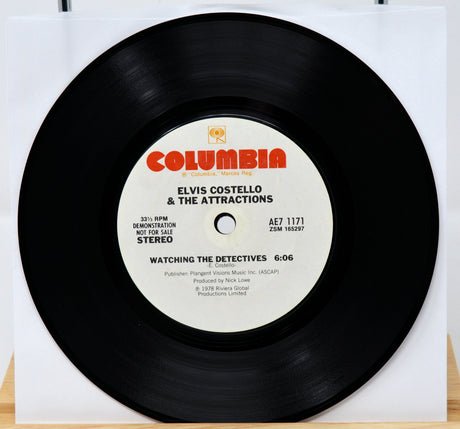 COLUMBIA
® "Columbia," Marcas Reg.
ELVIS COSTELLO
& THE ATTRACTIONS
33⅓ RPM
DEMONSTRATION
NOT FOR SALE
STEREO
AE7 1171
ZSM 165297
WATCHING THE DETECTIVES 6:06
-E. Costello-
Publisher: Plangent Visions Music Inc. (ASCAP)
Produced by Nick Lowe
℗ 1978 Riviera Global
Productions Limited